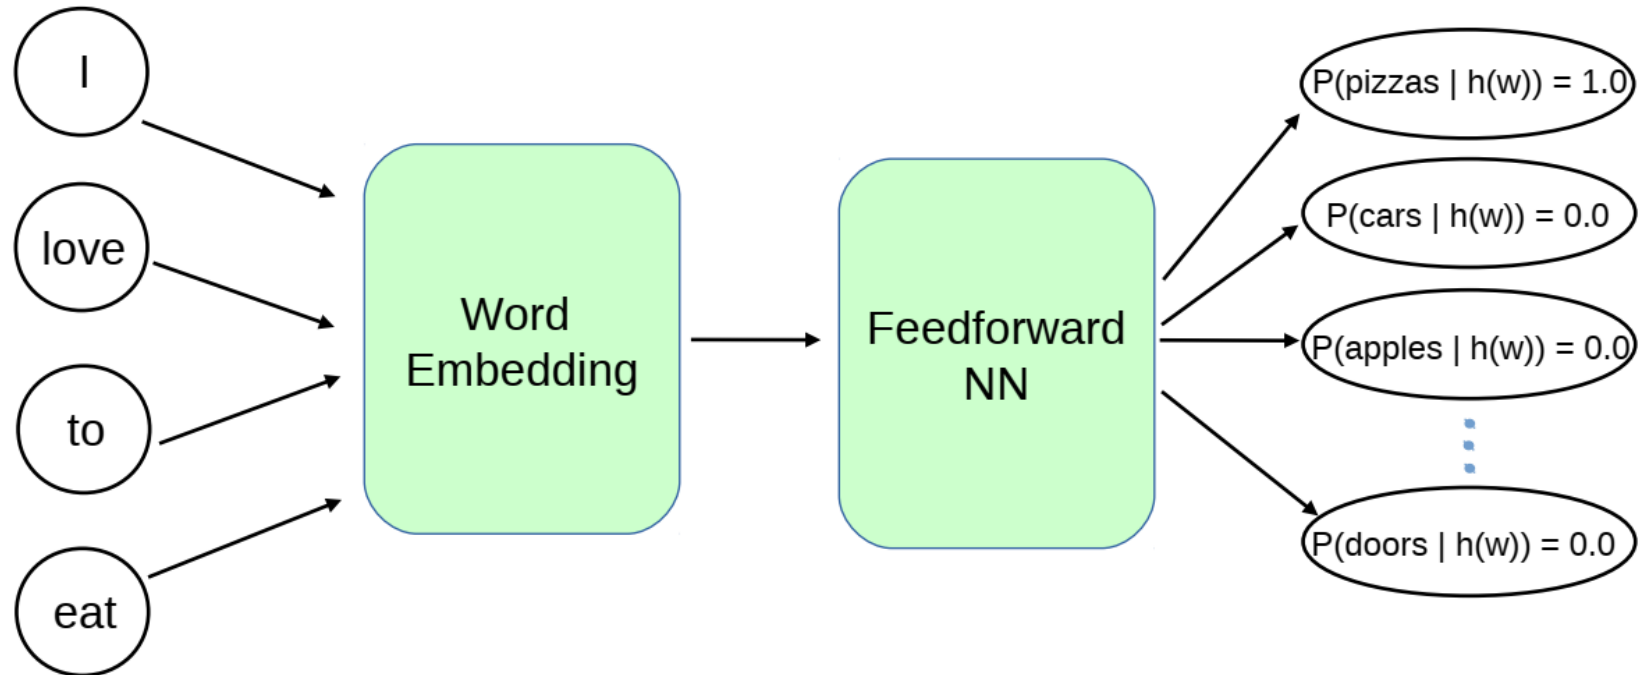 I
love
to
eat
Word
Embedding
Feedforward
NN
P(pizzas | h(w)) = 1.0
P(cars | h(w)) = 0.0
P(apples | h(w)) = 0.0
P(doors | h(w)) = 0.0